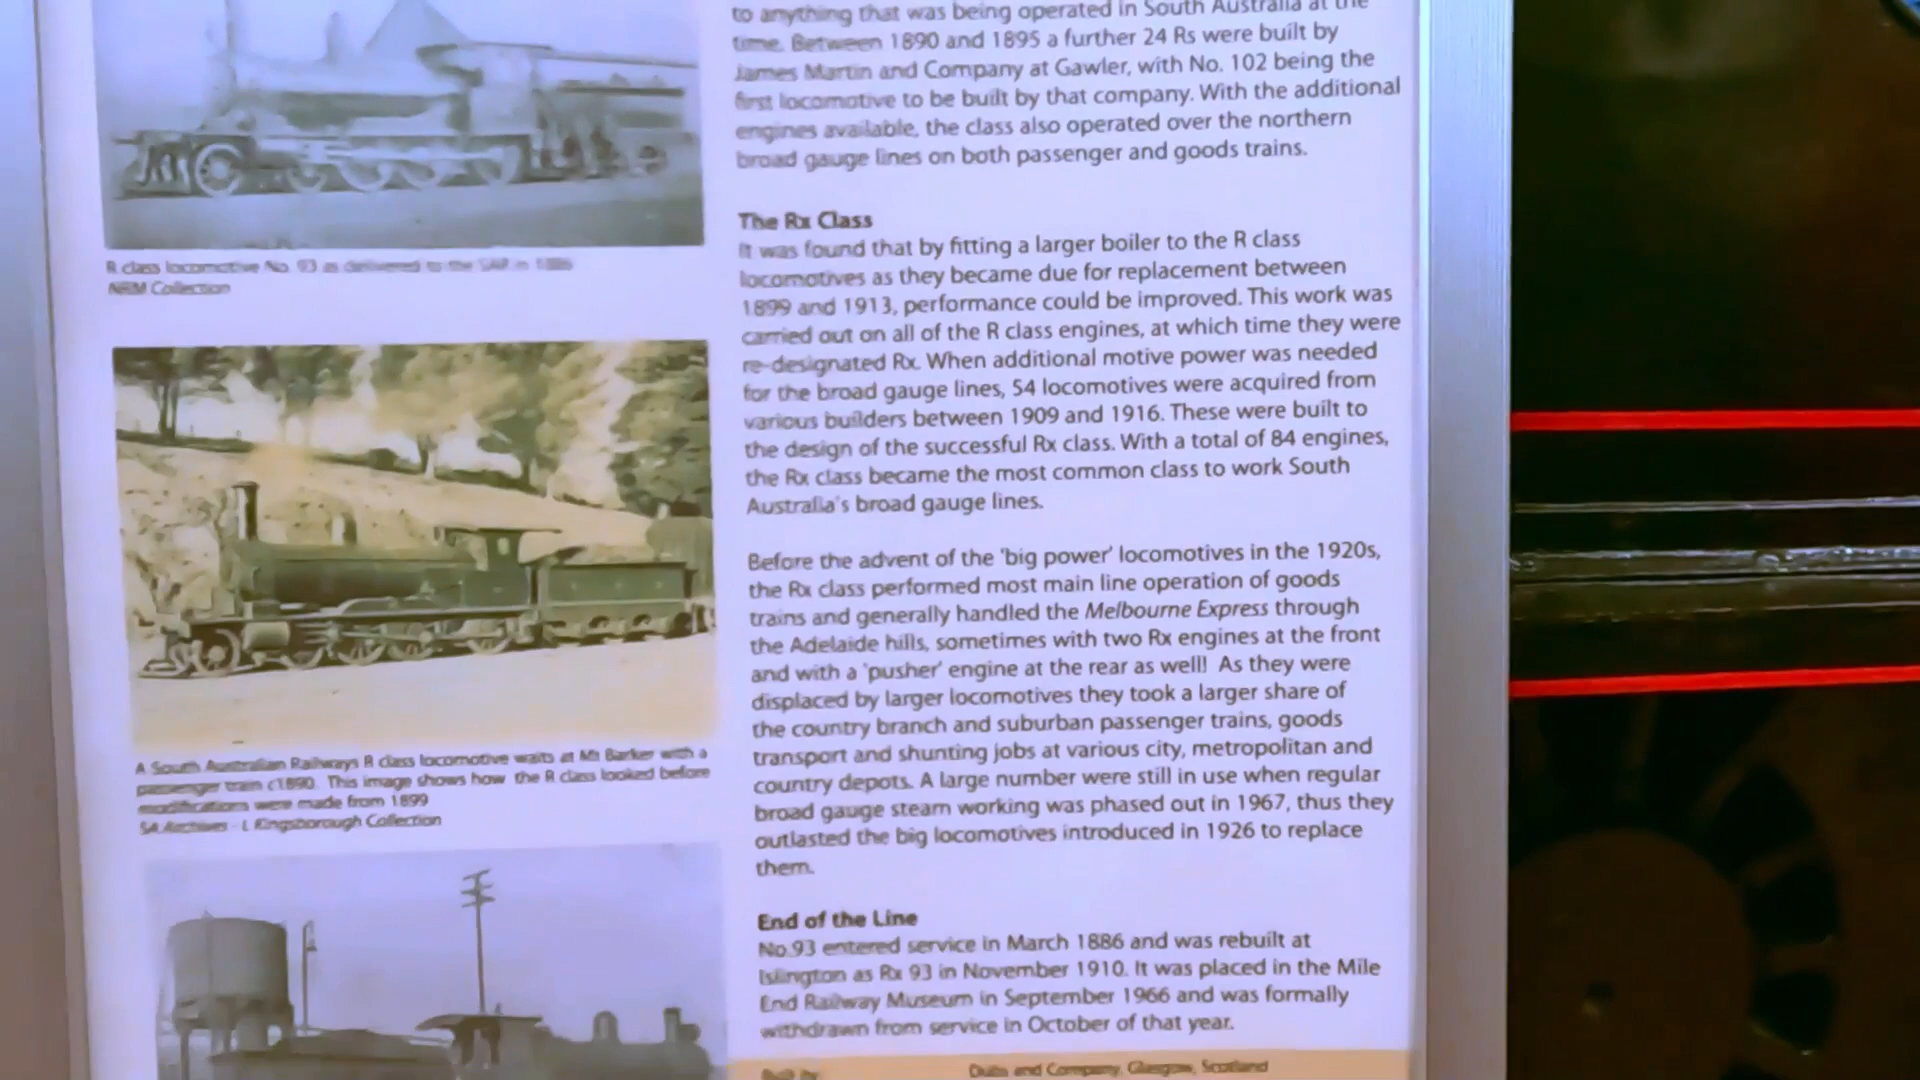 R class locomotive No. 93 as delivered to the SAR in 1886
NRM Collection
A South Australian Railways R class locomotive waits at Mt Barker with a
passenger train c1890. This image shows how the R class looked before
modifications were made from 1899
SA Archives - L Kingsborough Collection
to anything that was being operated in South Australia at the
time. Between 1890 and 1895 a further 24 Rs were built by
James Martin and Company at Gawler, with No. 102 being the
first locomotive to be built by that company. With the additional
engines available, the class also operated over the northern
broad gauge lines on both passenger and goods trains.
The Rx Class
It was found that by fitting a larger boiler to the R class
locomotives as they became due for replacement between
1899 and 1913, performance could be improved. This work was
carried out on all of the R class engines, at which time they were
re-designated Rx. When additional motive power was needed
for the broad gauge lines, 54 locomotives were acquired from
various builders between 1909 and 1916. These were built to
the design of the successful Rx class. With a total of 84 engines,
the Rx class became the most common class to work South
Australia's broad gauge lines.
Before the advent of the 'big power' locomotives in the 1920s,
the Rx class performed most main line operation of goods
trains and generally handled the Melbourne Express through
the Adelaide hills, sometimes with two Rx engines at the front
and with a 'pusher' engine at the rear as well! As they were
displaced by larger locomotives they took a larger share of
the country branch and suburban passenger trains, goods
transport and shunting jobs at various city, metropolitan and
country depots. A large number were still in use when regular
broad gauge steam working was phased out in 1967, thus they
outlasted the big locomotives introduced in 1926 to replace
them.
End of the Line
No.93 entered service in March 1886 and was rebuilt at
Islington as Rx 93 in November 1910. It was placed in the Mile
End Railway Museum in September 1966 and was formally
withdrawn from service in October of that year.
Built by Dubs and Company, Glasgow, Scotland